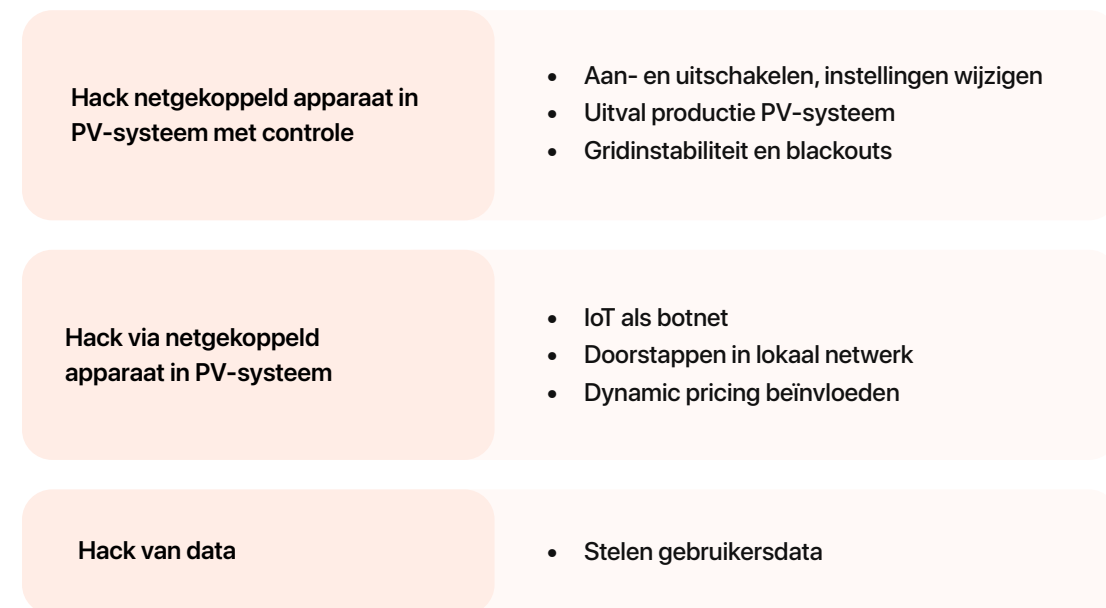 Hack netgekoppeld apparaat in
PV-systeem met controle
• Aan- en uitschakelen, instellingen wijzigen
• Uitval productie PV-systeem
• Gridinstabiliteit en blackouts
Hack via netgekoppeld
apparaat in PV-systeem
• IoT als botnet
• Doorstappen in lokaal netwerk
• Dynamic pricing beïnvloeden
Hack van data
• Stelen gebruikersdata